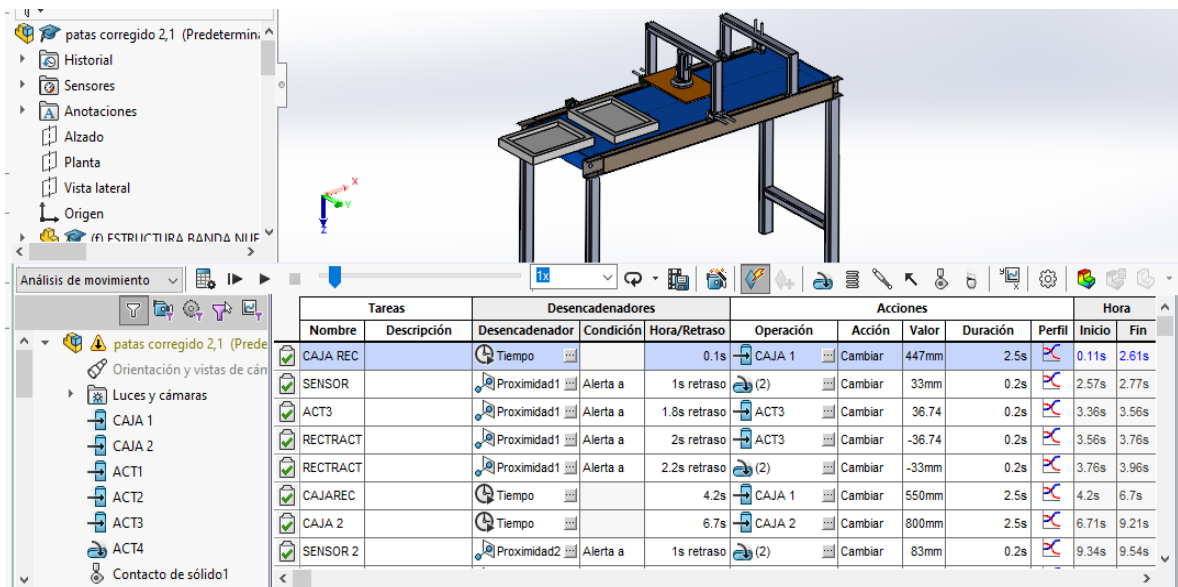 patas corregido 2,1 (Predetermina
Historial
Sensores
Anotaciones
Alzado
Planta
Vista lateral
Origen
(f) ESTRUCTURA BANDA NUE
X
Y
Z
Análisis de movimiento
1x
patas corregido 2,1 (Prede
Orientación y vistas de cám
Luces y cámaras
CAJA 1
CAJA 2
ACT1
ACT2
ACT3
ACT4
Contacto de sólido1
Tareas Desencadenadores Acciones Hora
Nombre Descripción Desencadenador Condición Hora/Retraso Operación Acción Valor Duración Perfil Inicio Fin
CAJA REC Tiempo 0.1s CAJA 1 Cambiar 447mm 2.5s 0.11s 2.61s
SENSOR Proximidad1 Alerta a 1s retraso (2) Cambiar 33mm 0.2s 2.57s 2.77s
ACT3 Proximidad1 Alerta a 1.8s retraso ACT3 Cambiar 36.74 0.2s 3.36s 3.56s
RECTRACT Proximidad1 Alerta a 2s retraso ACT3 Cambiar -36.74 0.2s 3.56s 3.76s
RECTRACT Proximidad1 Alerta a 2.2s retraso (2) Cambiar -33mm 0.2s 3.76s 3.96s
CAJAREC Tiempo 4.2s CAJA 1 Cambiar 550mm 2.5s 4.2s 6.7s
CAJA 2 Tiempo 6.7s CAJA 2 Cambiar 800mm 2.5s 6.71s 9.21s
SENSOR 2 Proximidad2 Alerta a 1s retraso (2) Cambiar 83mm 0.2s 9.34s 9.54s